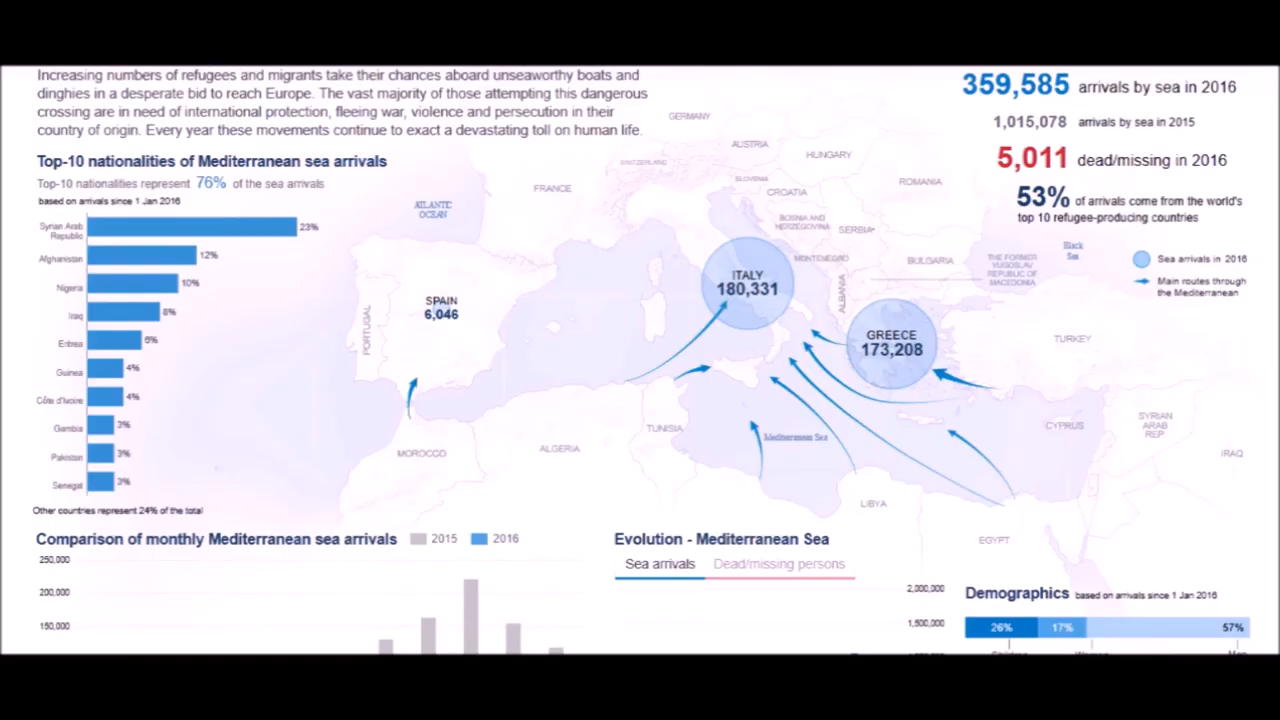 Increasing numbers of refugees and migrants take their chances aboard unseaworthy boats and
dinghies in a desperate bid to reach Europe. The vast majority of those attempting this dangerous
crossing are in need of international protection, fleeing war, violence and persecution in their
country of origin. Every year these movements continue to exact a devastating toll on human life.
Top-10 nationalities of Mediterranean sea arrivals
Top-10 nationalities represent 76% of the sea arrivals
based on arrivals since 1 Jan 2016
Syrian Arab
Republic
23%
Afghanistan
12%
Nigeria
10%
Iraq
8%
Eritrea
6%
Guinea
4%
Côte d'Ivoire
4%
Gambia
3%
Pakistan
3%
Senegal
3%
Other countries represent 24% of the total
359,585 arrivals by sea in 2016
1,015,078 arrivals by sea in 2015
5,011 dead/missing in 2016
53% of arrivals come from the world's
top 10 refugee-producing countries
Sea arrivals in 2016
Main routes through
the Mediterranean
GERMANY
AUSTRIA
HUNGARY
SWITZERLAND
SLOVENIA
FRANCE
CROATIA
ROMANIA
ATLANTIC
OCEAN
BOSNIA AND
HERZEGOVINA
SERBIA
Black
Sea
MONTENEGRO
BULGARIA
THE FORMER
YUGOSLAV
REPUBLIC OF
MACEDONIA
ITALY
180,331
ALBANIA
SPAIN
6,046
PORTUGAL
GREECE
173,208
TURKEY
CYPRUS
SYRIAN
ARAB
REP
IRAQ
MOROCCO
ALGERIA
TUNISIA
Mediterranean Sea
LIBYA
EGYPT
Comparison of monthly Mediterranean sea arrivals
2015
2016
250,000
200,000
150,000
Evolution - Mediterranean Sea
Sea arrivals
Dead/missing persons
2,000,000
1,500,000
Demographics based on arrivals since 1 Jan 2016
26%
17%
57%